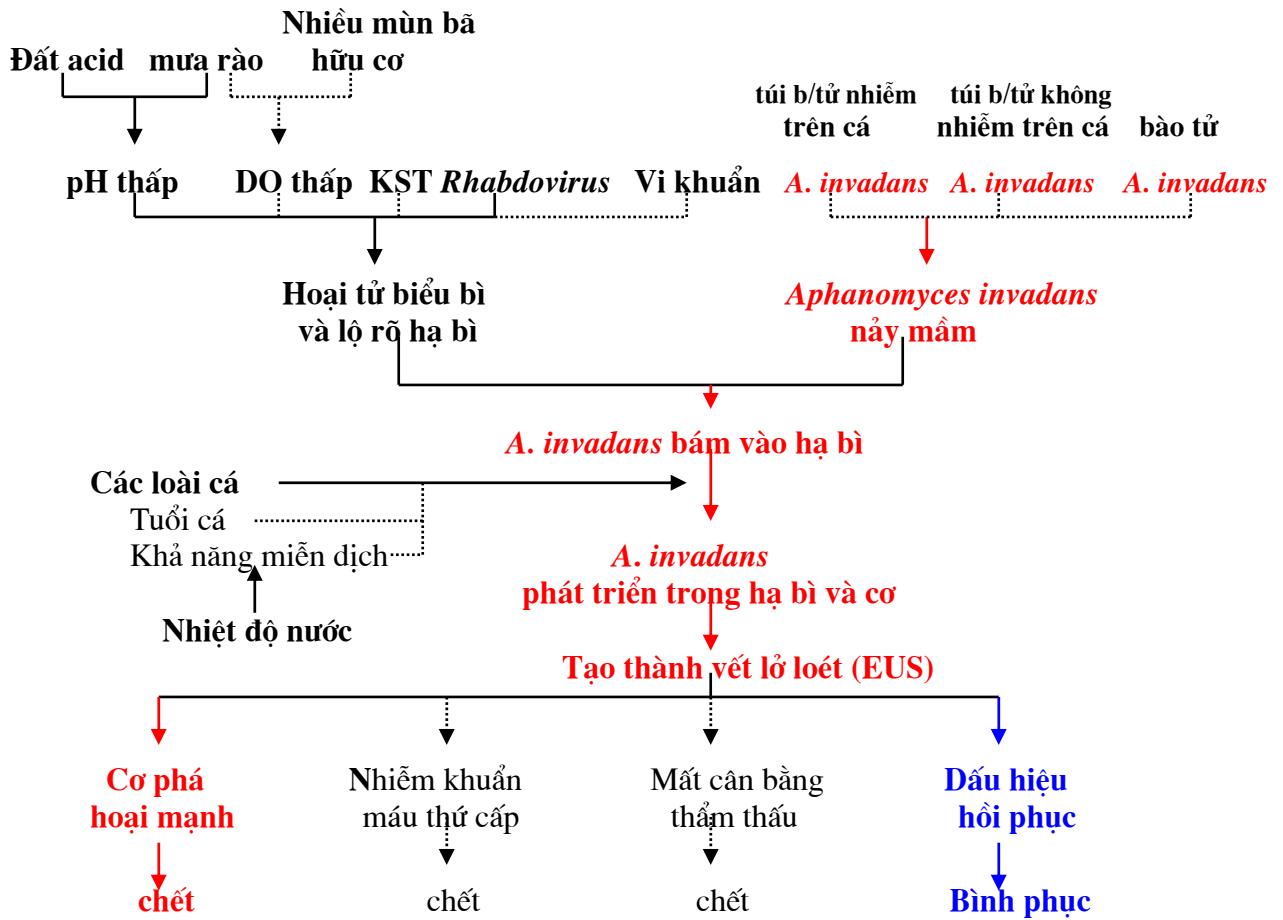 Nhiều mùn bã
Đất acid mưa rào hữu cơ
túi b/tử nhiễm túi b/tử không
trên cá nhiễm trên cá bào tử
pH thấp DO thấp KST Rhabdovirus Vi khuẩn A. invadans A. invadans A. invadans
Hoại tử biểu bì Aphanomyces invadans
và lộ rõ hạ bì nảy mầm
A. invadans bám vào hạ bì
Các loài cá
Tuổi cá
Khả năng miễn dịch A. invadans
phát triển trong hạ bì và cơ
Nhiệt độ nước
Tạo thành vết lở loét (EUS)
Cơ phá Nhiễm khuẩn Mất cân bằng Dấu hiệu
hoại mạnh máu thứ cấp thẩm thấu hồi phục
chết chết chết Bình phục